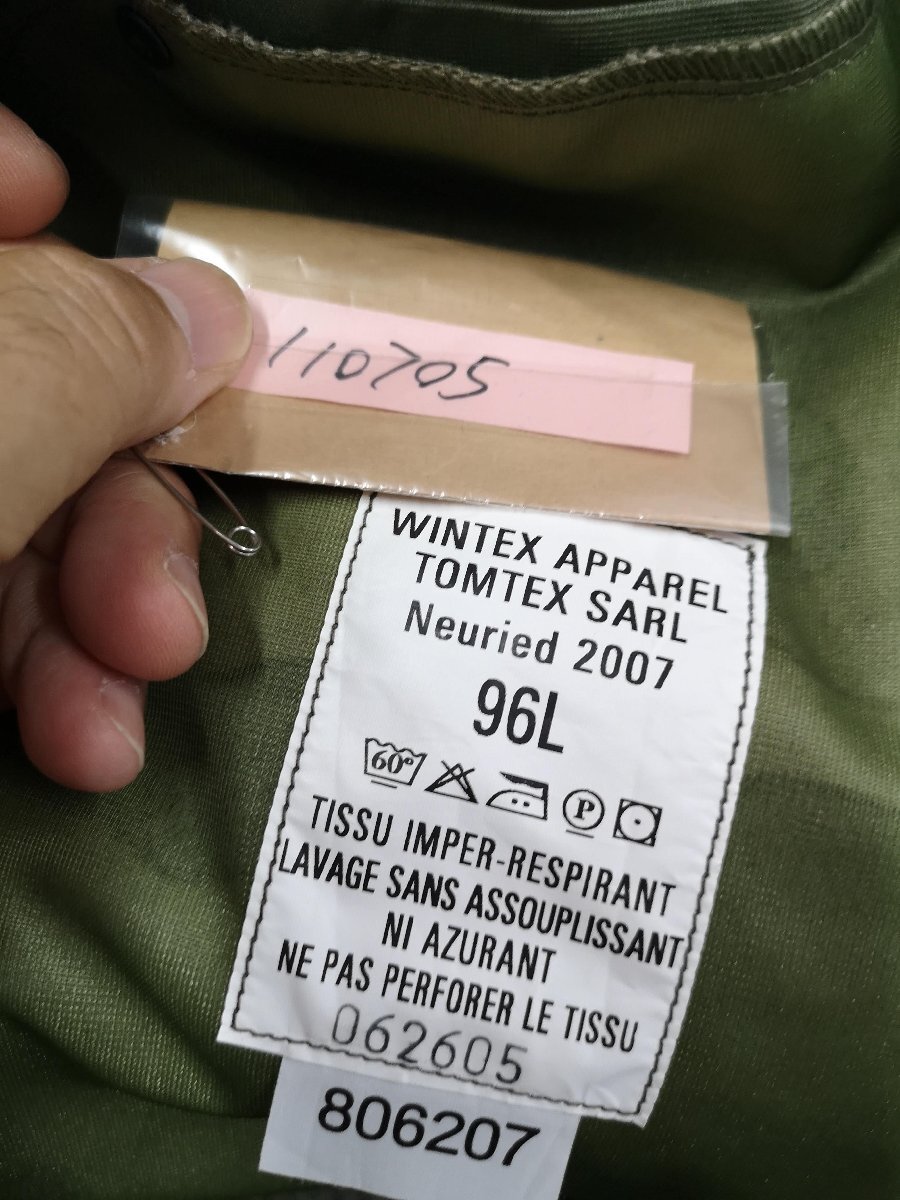 110705
WINTEX APPAREL
TOMTEX SARL
Neuried 2007
96L
60°
P
TISSU IMPER-RESPIRANT
LAVAGE SANS ASSOUPLISSANT
NI AZURANT
NE PAS PERFORER LE TISSU
062605
806207